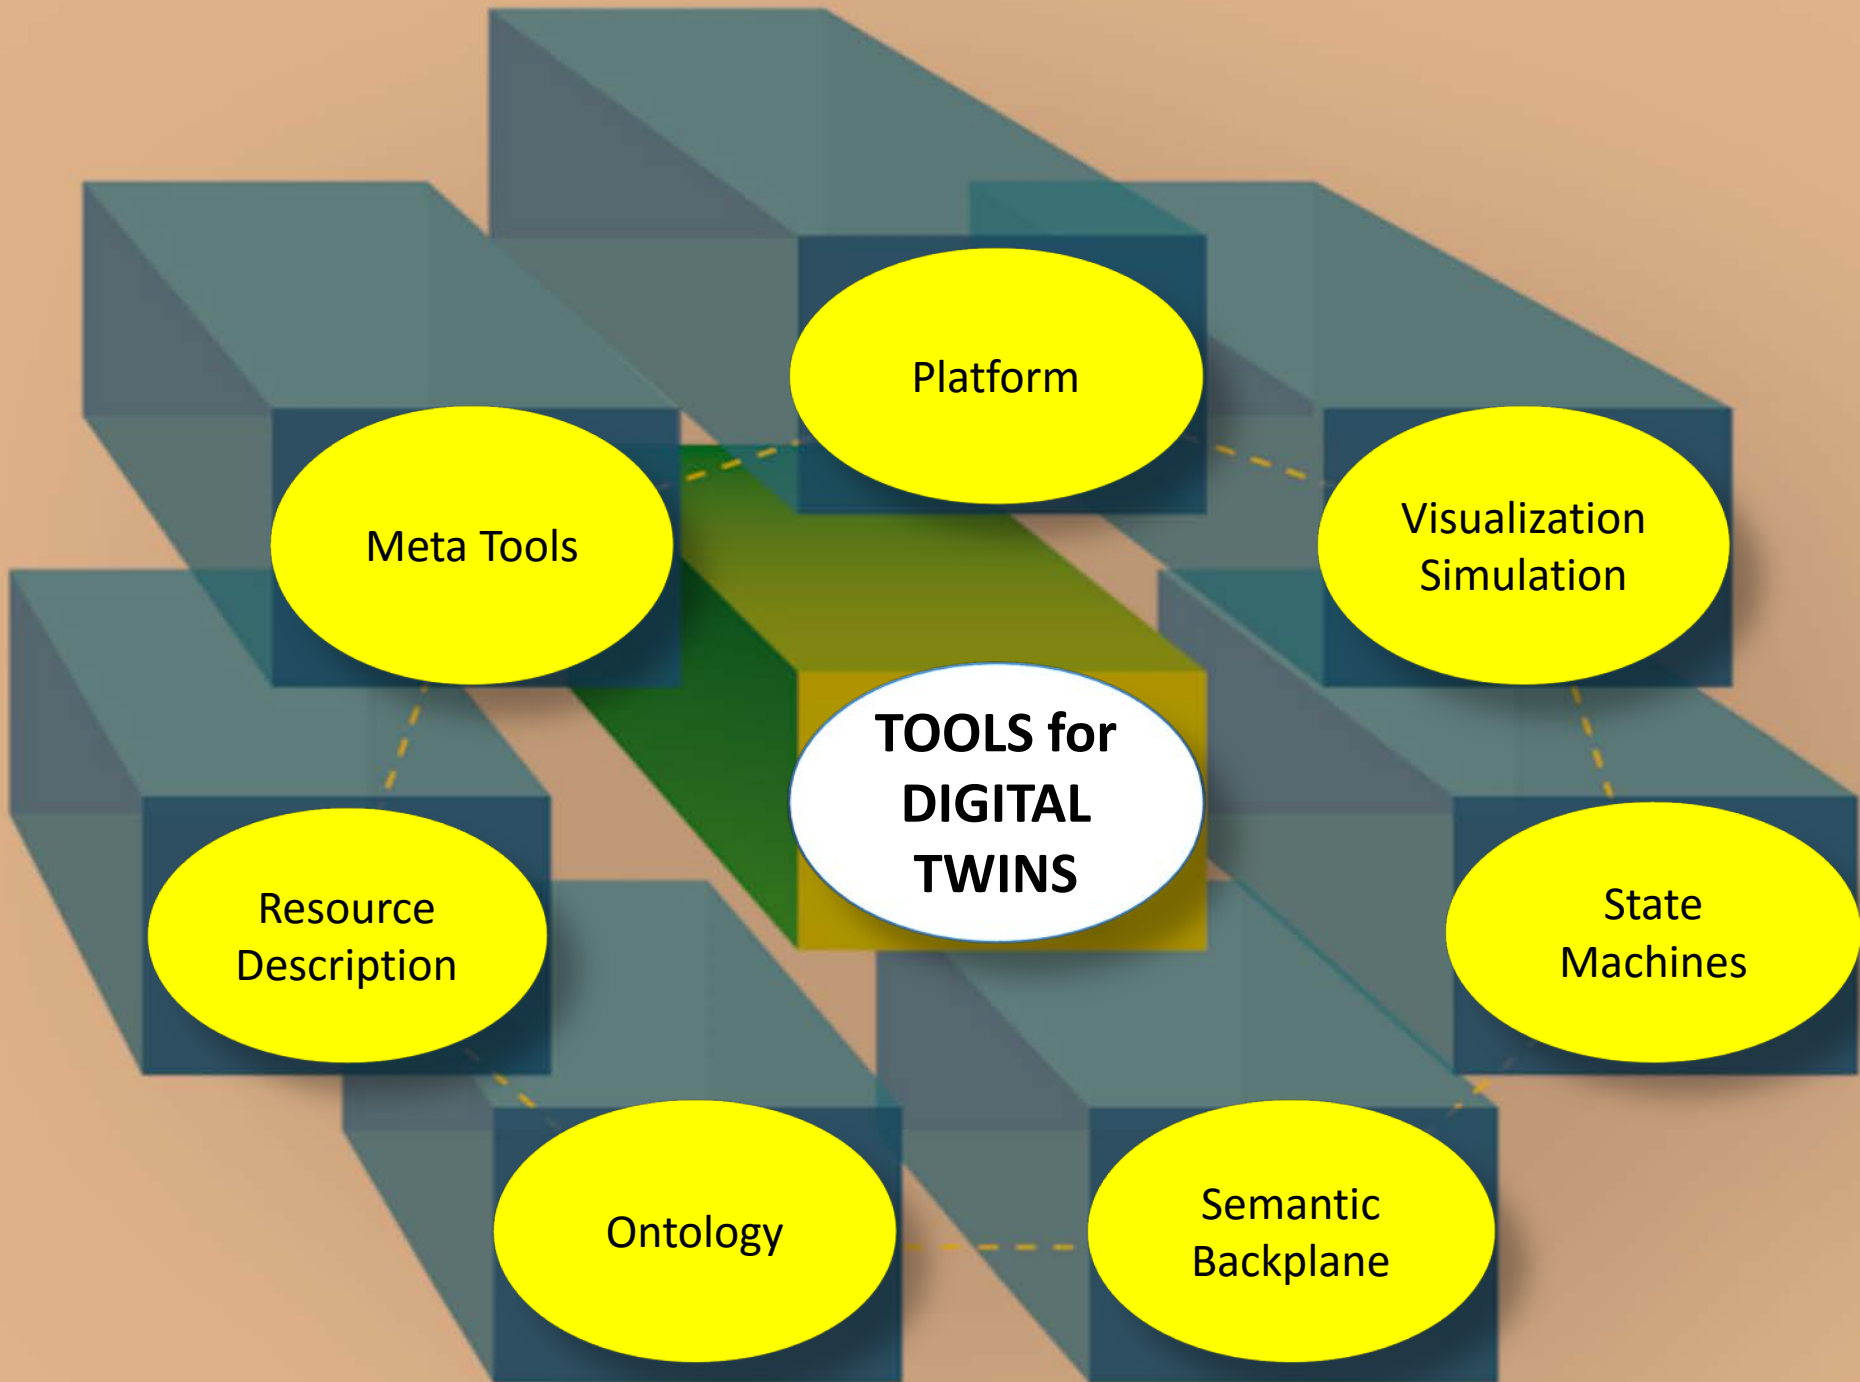 Platform
Meta Tools
Visualization
Simulation
TOOLS for
DIGITAL
TWINS
Resource
Description
State
Machines
Ontology
Semantic
Backplane